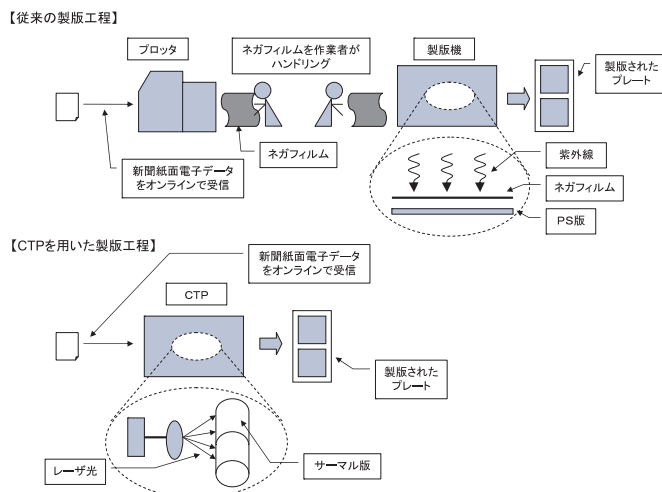 【従来の製版工程】
プロッタ
ネガフィルムを作業者が
ハンドリング
製版機
製版された
プレート
ネガフィルム
新聞紙面電子データ
をオンラインで受信
紫外線
ネガフィルム
PS版
【CTPを用いた製版工程】
新聞紙面電子データ
をオンラインで受信
CTP
製版された
プレート
レーザ光
サーマル版